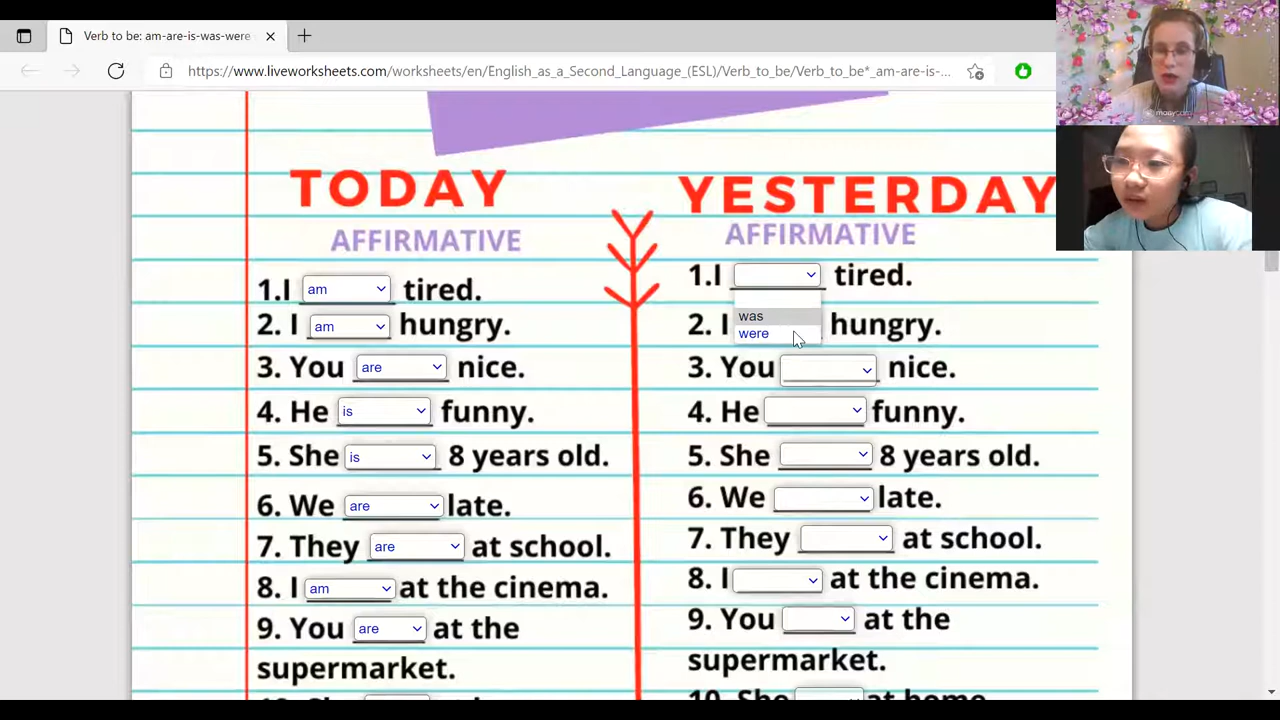 Verb to be: am-are-is-was-were
https://www.liveworksheets.com/worksheets/en/English_as_a_Second_Language_(ESL)/Verb_to_be/Verb_to_be*_am-are-is-...
TODAY
AFFIRMATIVE
1.I am tired.
2. I am hungry.
3. You are nice.
4. He is funny.
5. She is 8 years old.
6. We are late.
7. They are at school.
8. I am at the cinema.
9. You are at the
supermarket.
YESTERDAY
AFFIRMATIVE
1.I tired.
was
were
2. I hungry.
3. You nice.
4. He funny.
5. She 8 years old.
6. We late.
7. They at school.
8. I at the cinema.
9. You at the
supermarket.
10. She at home.